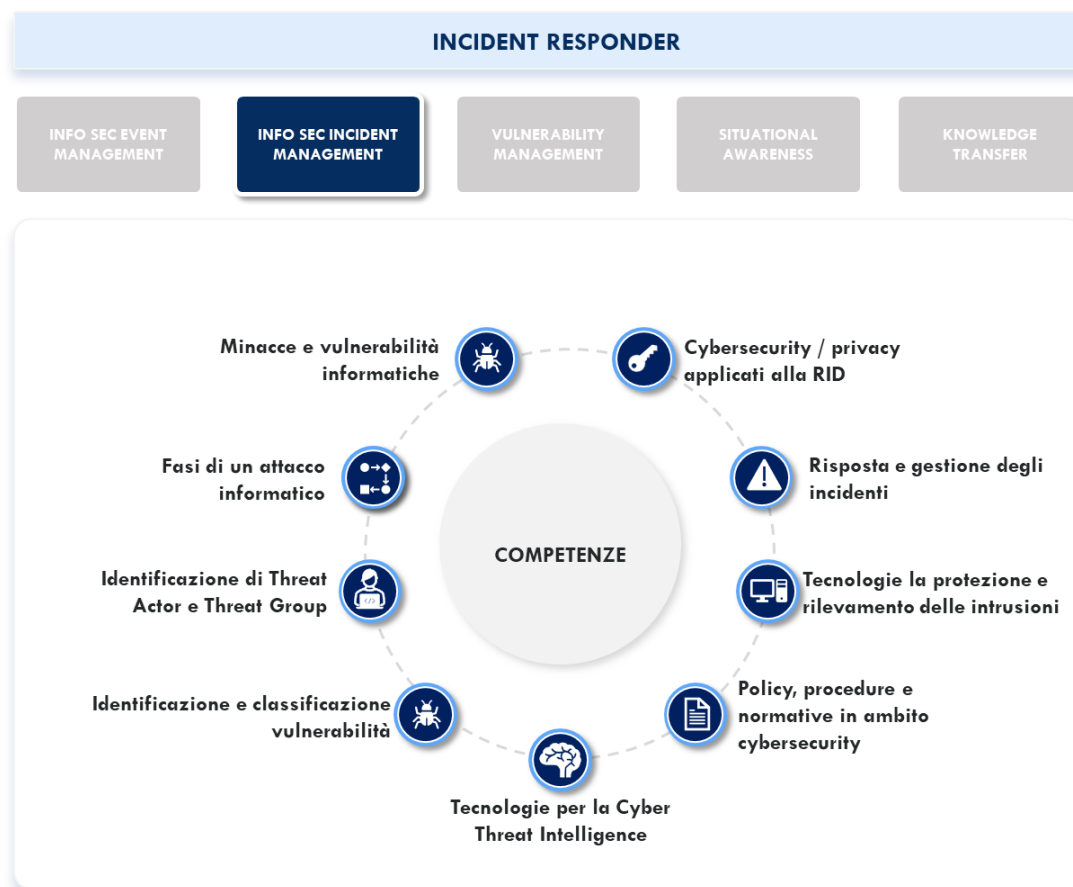 INCIDENT RESPONDER
INFO SEC EVENT
MANAGEMENT
INFO SEC INCIDENT
MANAGEMENT
VULNERABILITY
MANAGEMENT
SITUATIONAL
AWARENESS
KNOWLEDGE
TRANSFER
Minacce e vulnerabilità
informatiche
Cybersecurity / privacy
applicati alla RID
Fasi di un attacco
informatico
Risposta e gestione degli
incidenti
COMPETENZE
Identificazione di Threat
Actor e Threat Group
Tecnologie la protezione e
rilevamento delle intrusioni
Identificazione e classificazione
vulnerabilità
Policy, procedure e
normative in ambito
cybersecurity
Tecnologie per la Cyber
Threat Intelligence